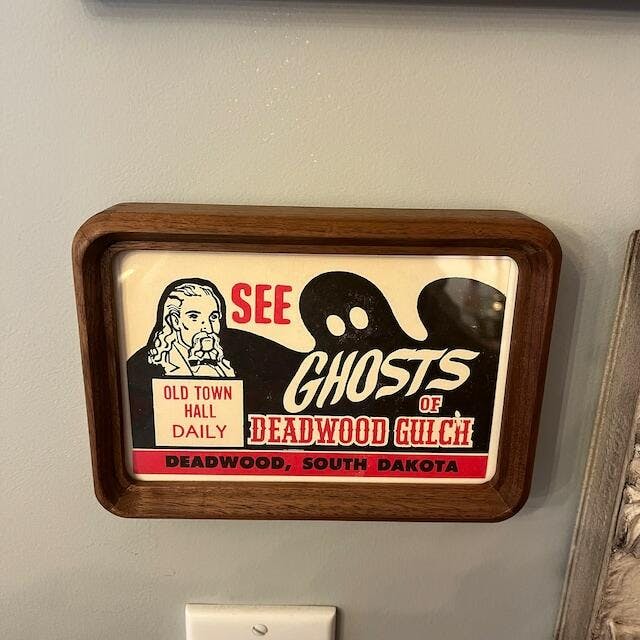 SEE
GHOSTS
OF
DEADWOOD GULCH
OLD TOWN
HALL
DAILY
DEADWOOD, SOUTH DAKOTA